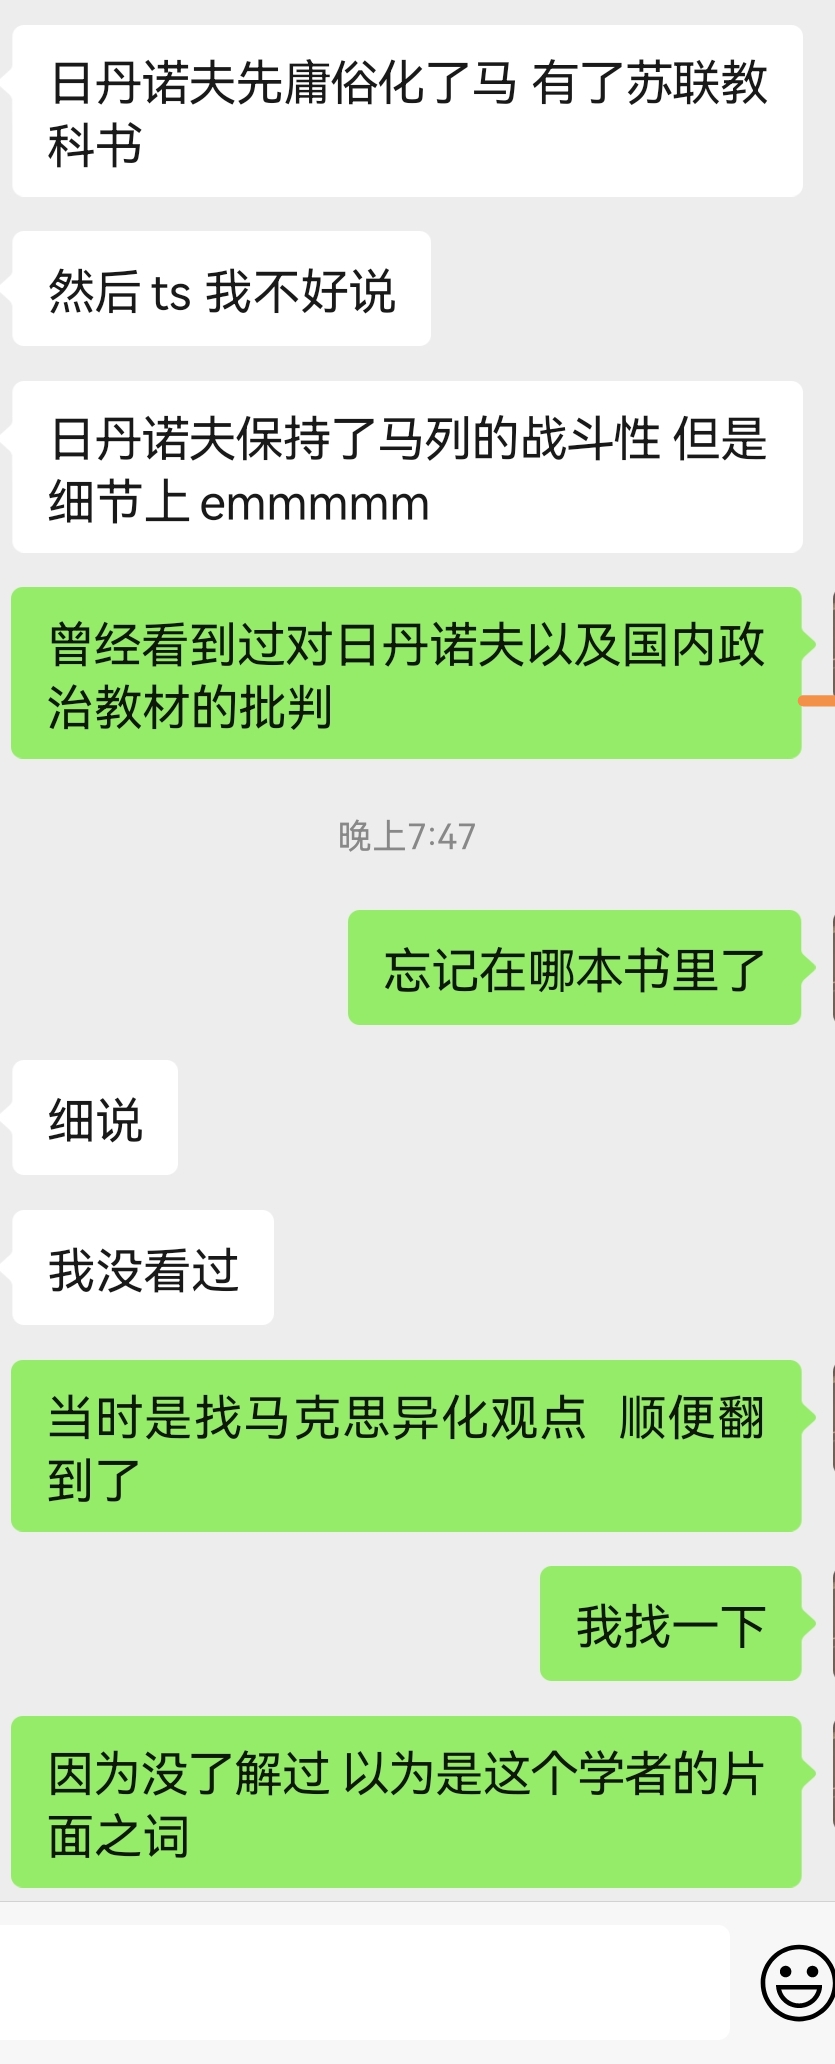 日丹诺夫先庸俗化了马 有了苏联教
科书
然后 ts 我不好说
日丹诺夫保持了马列的战斗性 但是
细节上 emmmmm
曾经看到过对日丹诺夫以及国内政
治教材的批判
晚上7:47
忘记在哪本书里了
细说
我没看过
当时是找马克思异化观点 顺便翻
到了
我找一下
因为没了解过 以为是这个学者的片
面之词